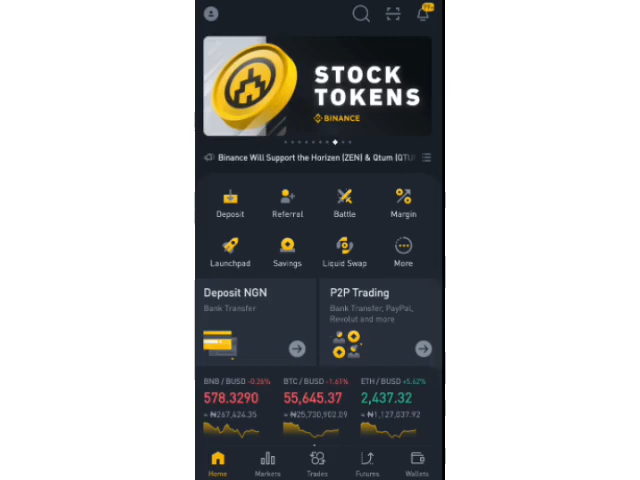 99+
STOCK
TOKENS
BINANCE
Binance Will Support the Horizen (ZEN) & Qtum (QTU
Deposit Referral Battle Margin
Launchpad Savings Liquid Swap More
Deposit NGN
Bank Transfer
P2P Trading
Bank Transfer, PayPal,
Revolut and more
BNB / BUSD -0.26% BTC / BUSD -1.61% ETH / BUSD +5.62%
578.3290 55,645.37 2,437.32
≈ ₦267,424.35 ≈ ₦25,730,902.09 ≈ ₦1,127,037.92
Home Markets Trades Futures Wallets